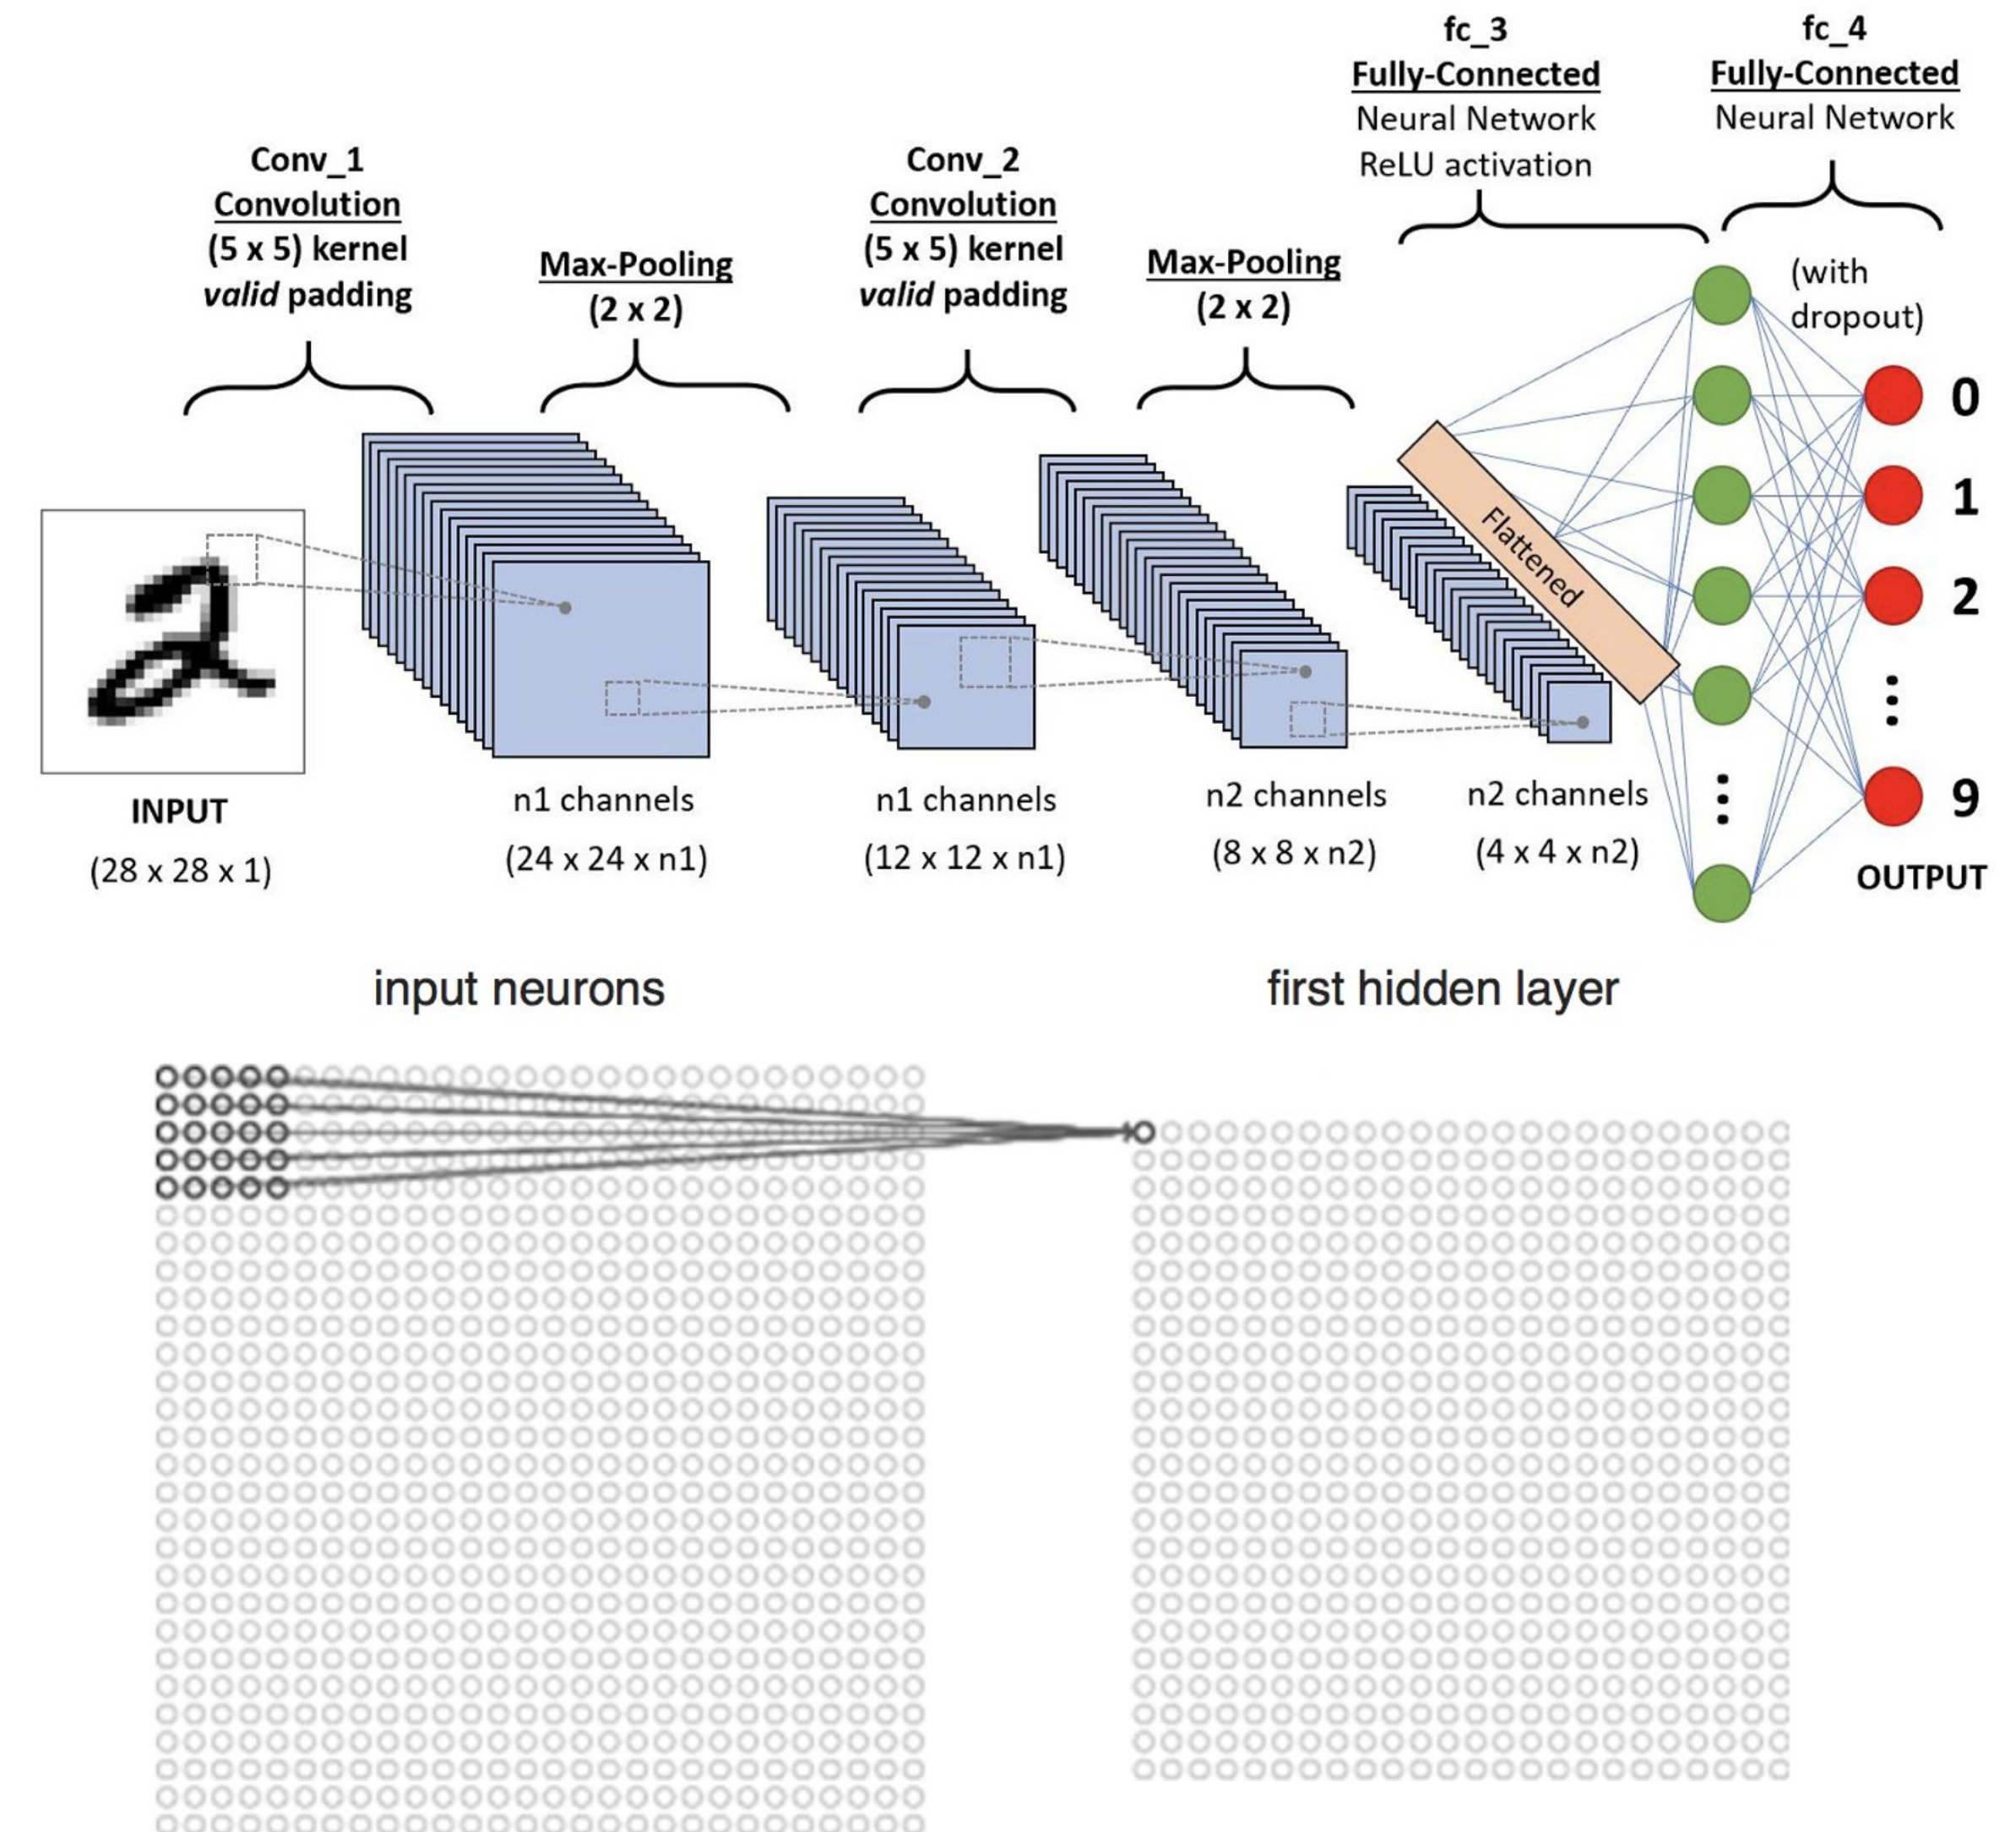 fc_3
Fully-Connected
Neural Network
ReLU activation
fc_4
Fully-Connected
Neural Network
Conv_1
Convolution
(5 x 5) kernel
valid padding
Max-Pooling
(2 x 2)
Conv_2
Convolution
(5 x 5) kernel
valid padding
Max-Pooling
(2 x 2)
(with
dropout)
Flattened
0
1
2
9
INPUT
(28 x 28 x 1)
n1 channels
(24 x 24 x n1)
n1 channels
(12 x 12 x n1)
n2 channels
(8 x 8 x n2)
n2 channels
(4 x 4 x n2)
OUTPUT
input neurons
first hidden layer